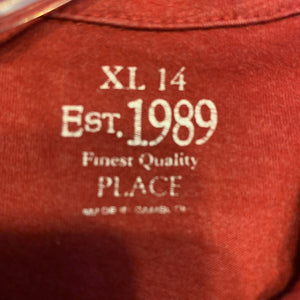 XL 14
EST. 1989
Finest Quality
PLACE